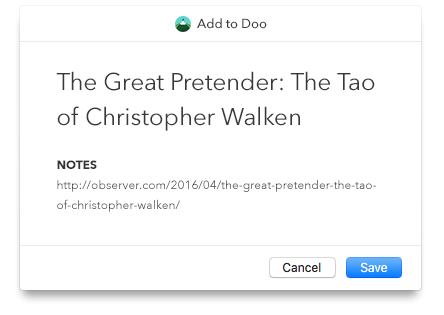 Add to Doo
The Great Pretender: The Tao
of Christopher Walken
NOTES
http://observer.com/2016/04/the-great-pretender-the-tao-
of-christopher-walken/
Cancel
Save